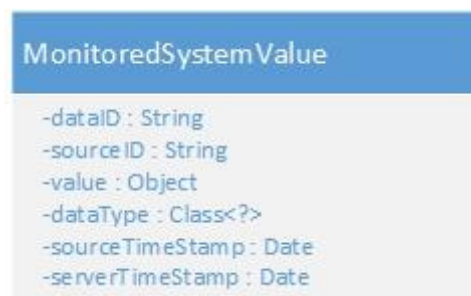 MonitoredSystemValue
-dataID : String
-sourceID : String
-value : Object
-dataType : Class<?>
-sourceTimeStamp : Date
-serverTimeStamp : Date